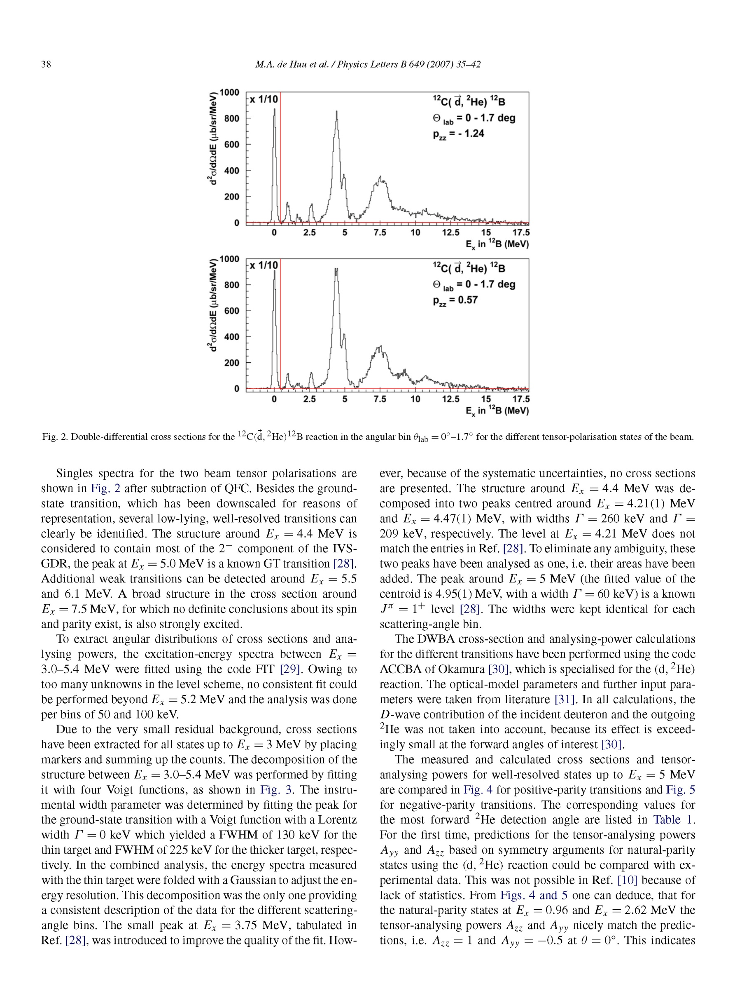 38
M.A. de Huu et al. / Physics Letters B 649 (2007) 35–42
d²σ/dΩdE (μb/sr/MeV)
1000
800
600
400
200
0
x 1/10
¹²C( d⃗, ²He) ¹²B
Θ lab = 0 - 1.7 deg
pzz = - 1.24
0 2.5 5 7.5 10 12.5 15 17.5
Ex in ¹²B (MeV)
d²σ/dΩdE (μb/sr/MeV)
1000
800
600
400
200
0
x 1/10
¹²C( d⃗, ²He) ¹²B
Θ lab = 0 - 1.7 deg
pzz = 0.57
0 2.5 5 7.5 10 12.5 15 17.5
Ex in ¹²B (MeV)
Fig. 2. Double-differential cross sections for the ¹²C(d⃗, ²He)¹²B reaction in the angular bin θlab = 0°–1.7° for the different tensor-polarisation states of the beam.
Singles spectra for the two beam tensor polarisations are
shown in Fig. 2 after subtraction of QFC. Besides the ground-
state transition, which has been downscaled for reasons of
representation, several low-lying, well-resolved transitions can
clearly be identified. The structure around Ex = 4.4 MeV is
considered to contain most of the 2⁻ component of the IVS-
GDR, the peak at Ex = 5.0 MeV is a known GT transition [28].
Additional weak transitions can be detected around Ex = 5.5
and 6.1 MeV. A broad structure in the cross section around
Ex = 7.5 MeV, for which no definite conclusions about its spin
and parity exist, is also strongly excited.
To extract angular distributions of cross sections and ana-
lysing powers, the excitation-energy spectra between Ex =
3.0–5.4 MeV were fitted using the code FIT [29]. Owing to
too many unknowns in the level scheme, no consistent fit could
be performed beyond Ex = 5.2 MeV and the analysis was done
per bins of 50 and 100 keV.
Due to the very small residual background, cross sections
have been extracted for all states up to Ex = 3 MeV by placing
markers and summing up the counts. The decomposition of the
structure between Ex = 3.0–5.4 MeV was performed by fitting
it with four Voigt functions, as shown in Fig. 3. The instru-
mental width parameter was determined by fitting the peak for
the ground-state transition with a Voigt function with a Lorentz
width Γ = 0 keV which yielded a FWHM of 130 keV for the
thin target and FWHM of 225 keV for the thicker target, respec-
tively. In the combined analysis, the energy spectra measured
with the thin target were folded with a Gaussian to adjust the en-
ergy resolution. This decomposition was the only one providing
a consistent description of the data for the different scattering-
angle bins. The small peak at Ex = 3.75 MeV, tabulated in
Ref. [28], was introduced to improve the quality of the fit. How-
ever, because of the systematic uncertainties, no cross sections
are presented. The structure around Ex = 4.4 MeV was de-
composed into two peaks centred around Ex = 4.21(1) MeV
and Ex = 4.47(1) MeV, with widths Γ = 260 keV and Γ =
209 keV, respectively. The level at Ex = 4.21 MeV does not
match the entries in Ref. [28]. To eliminate any ambiguity, these
two peaks have been analysed as one, i.e. their areas have been
added. The peak around Ex = 5 MeV (the fitted value of the
centroid is 4.95(1) MeV, with a width Γ = 60 keV) is a known
Jπ = 1⁺ level [28]. The widths were kept identical for each
scattering-angle bin.
The DWBA cross-section and analysing-power calculations
for the different transitions have been performed using the code
ACCBA of Okamura [30], which is specialised for the (d, ²He)
reaction. The optical-model parameters and further input para-
meters were taken from literature [31]. In all calculations, the
D-wave contribution of the incident deuteron and the outgoing
²He was not taken into account, because its effect is exceed-
ingly small at the forward angles of interest [30].
The measured and calculated cross sections and tensor-
analysing powers for well-resolved states up to Ex = 5 MeV
are compared in Fig. 4 for positive-parity transitions and Fig. 5
for negative-parity transitions. The corresponding values for
the most forward ²He detection angle are listed in Table 1.
For the first time, predictions for the tensor-analysing powers
Ayy and Azz based on symmetry arguments for natural-parity
states using the (d, ²He) reaction could be compared with ex-
perimental data. This was not possible in Ref. [10] because of
lack of statistics. From Figs. 4 and 5 one can deduce, that for
the natural-parity states at Ex = 0.96 and Ex = 2.62 MeV the
tensor-analysing powers Azz and Ayy nicely match the predic-
tions, i.e. Azz = 1 and Ayy = −0.5 at θ = 0°. This indicates